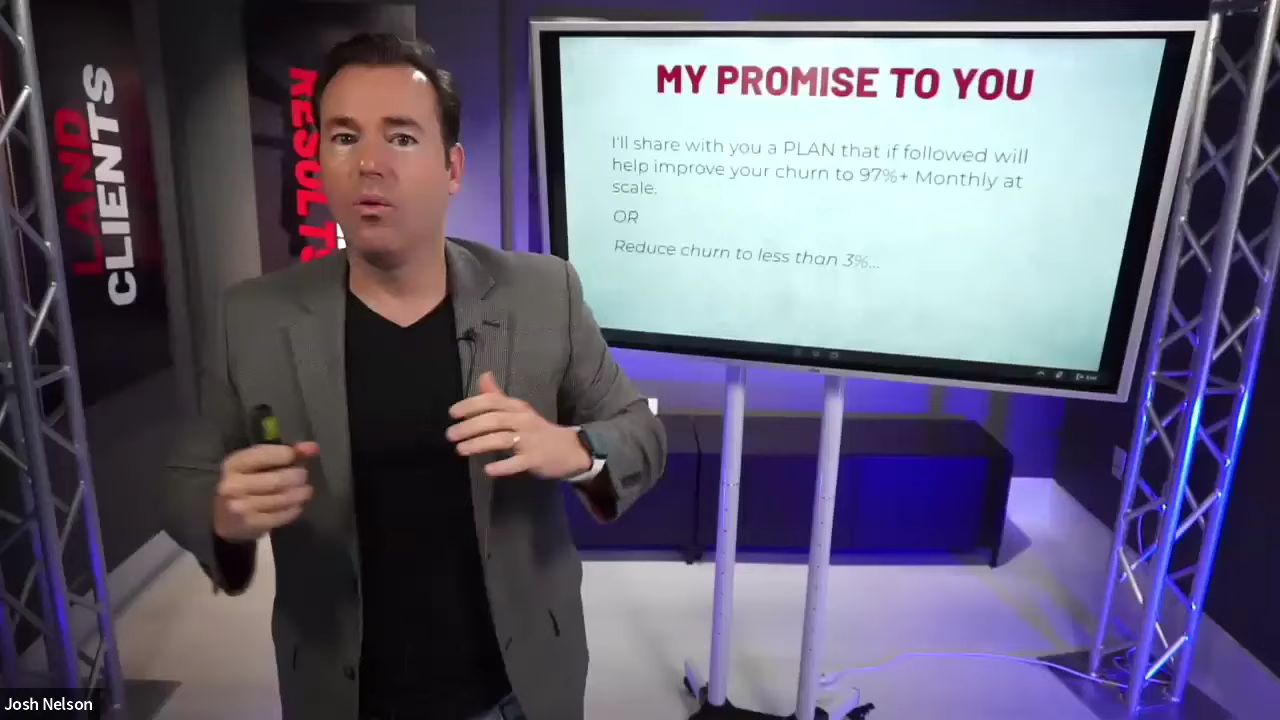 LAND
CLIENTS
RESULTS
MY PROMISE TO YOU
I'll share with you a PLAN that if followed will
help improve your churn to 97%+ Monthly at
scale.
OR
Reduce churn to less than 3%...
Josh Nelson